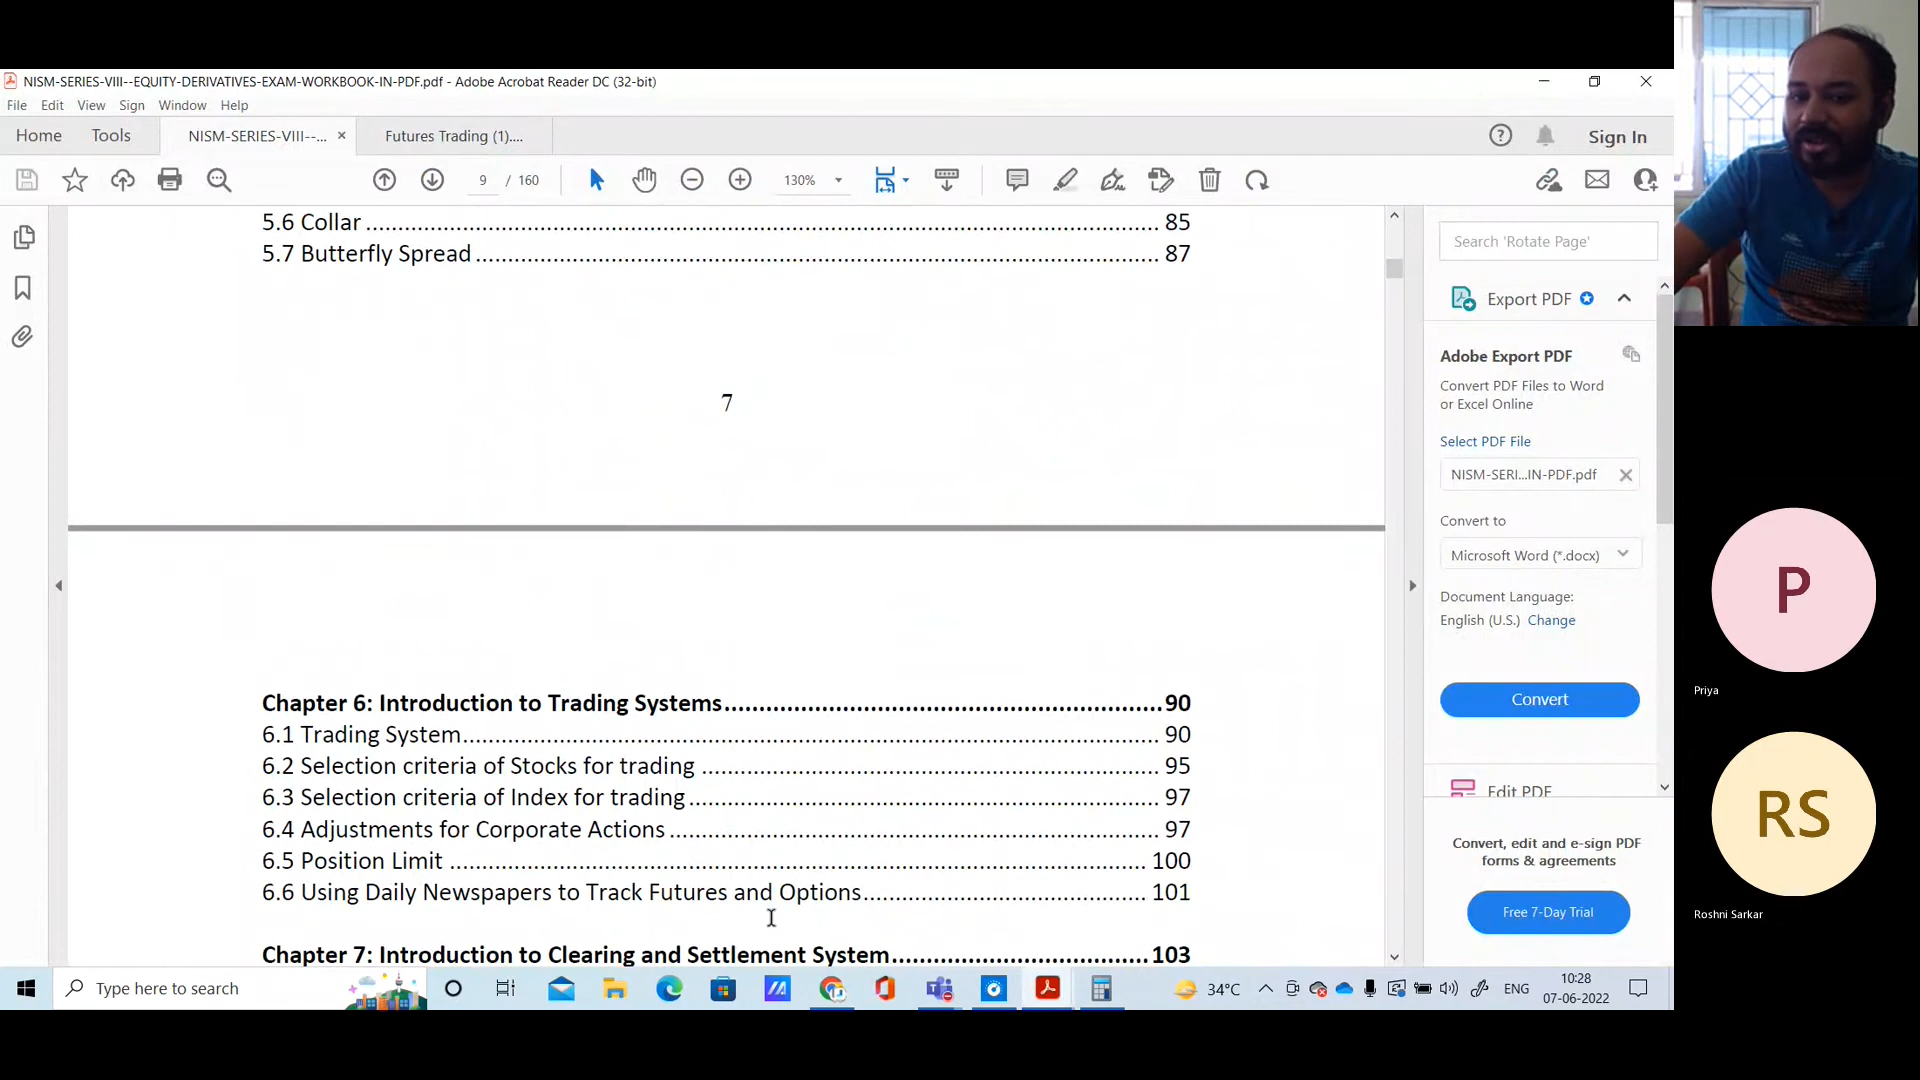 NISM-SERIES-VIII--EQUITY-DERIVATIVES-EXAM-WORKBOOK-IN-PDF.pdf - Adobe Acrobat Reader DC (32-bit)
File Edit View Sign Window Help
Home Tools NISM-SERIES-VIII--... Futures Trading (1).... Sign In
9 / 160 130%
5.6 Collar ........ 85
5.7 Butterfly Spread ........ 87
7
Chapter 6: Introduction to Trading Systems........90
6.1 Trading System........ 90
6.2 Selection criteria of Stocks for trading ........ 95
6.3 Selection criteria of Index for trading ........ 97
6.4 Adjustments for Corporate Actions ........ 97
6.5 Position Limit ........ 100
6.6 Using Daily Newspapers to Track Futures and Options........ 101
Chapter 7: Introduction to Clearing and Settlement System........103
Search 'Rotate Page'
Export PDF
Adobe Export PDF
Convert PDF Files to Word
or Excel Online
Select PDF File
NISM-SERI...IN-PDF.pdf
Convert to
Microsoft Word (*.docx)
Document Language:
English (U.S.) Change
Convert
Edit PDF
Convert, edit and e-sign PDF
forms & agreements
Free 7-Day Trial
P
Priya
RS
Roshni Sarkar
Type here to search
34°C
ENG
10:28
07-06-2022